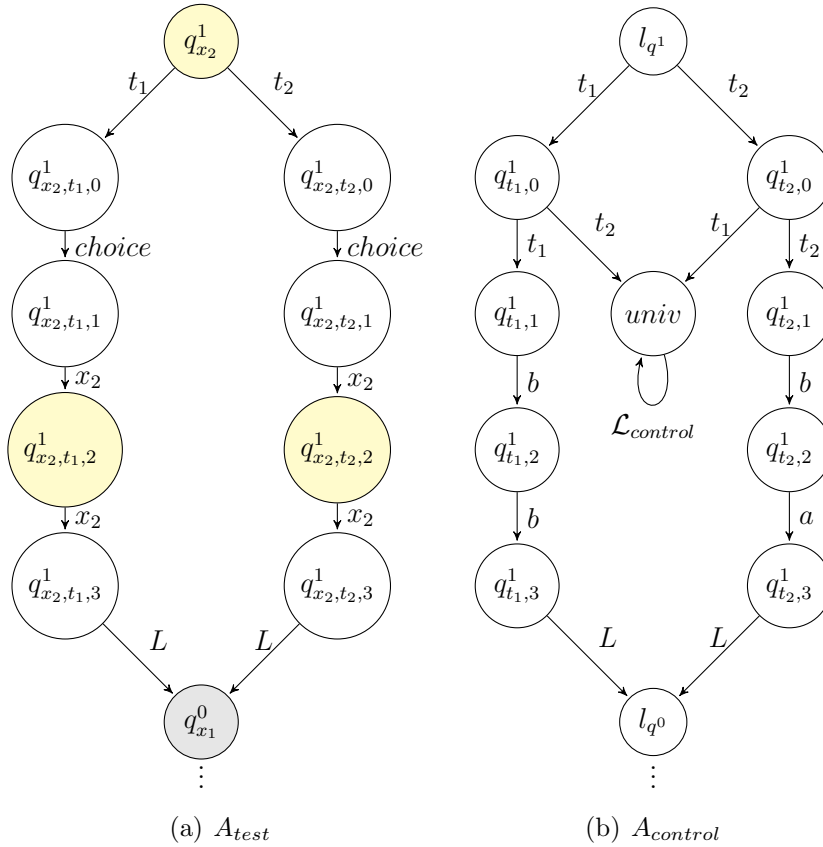 $q^1_{x_2}$ $l_{q^1}$
$t_1$ $t_2$ $t_1$ $t_2$
$q^1_{x_2,t_1,0}$ $q^1_{x_2,t_2,0}$ $q^1_{t_1,0}$ $q^1_{t_2,0}$
choice choice $t_1$ $t_2$ $t_1$ $t_2$
$q^1_{x_2,t_1,1}$ $q^1_{x_2,t_2,1}$ $q^1_{t_1,1}$ univ $q^1_{t_2,1}$
$x_2$ $x_2$ $b$ $b$
$\mathcal{L}_{control}$
$q^1_{x_2,t_1,2}$ $q^1_{x_2,t_2,2}$ $q^1_{t_1,2}$ $q^1_{t_2,2}$
$x_2$ $x_2$ $b$ $a$
$q^1_{x_2,t_1,3}$ $q^1_{x_2,t_2,3}$ $q^1_{t_1,3}$ $q^1_{t_2,3}$
$L$ $L$ $L$ $L$
$q^0_{x_1}$ $l_{q^0}$
⋮ ⋮
(a) $A_{test}$ (b) $A_{control}$